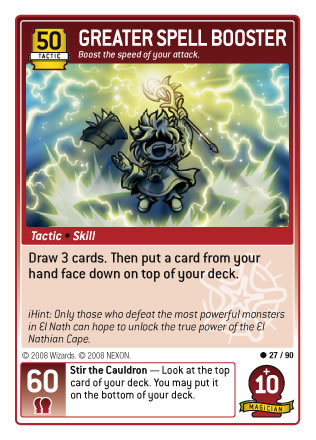 50
TACTIC
GREATER SPELL BOOSTER
Boost the speed of your attack.
Tactic • Skill
Draw 3 cards. Then put a card from your
hand face down on top of your deck.
iHint: Only those who defeat the most powerful monsters
in El Nath can hope to unlock the true power of the El
Nathian Cape.
© 2008 Wizards. © 2008 NEXON.
● 27 / 90
60
Stir the Cauldron — Look at the top
card of your deck. You may put it
on the bottom of your deck.
+
10
MAGICIAN